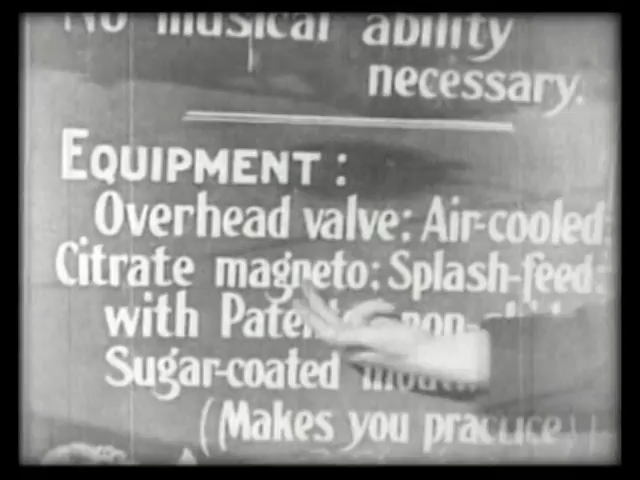 No musical ability
necessary.
EQUIPMENT:
Overhead valve: Air-cooled:
Citrate magneto: Splash-feed:
with
Sugar-coated
(Makes you practice)